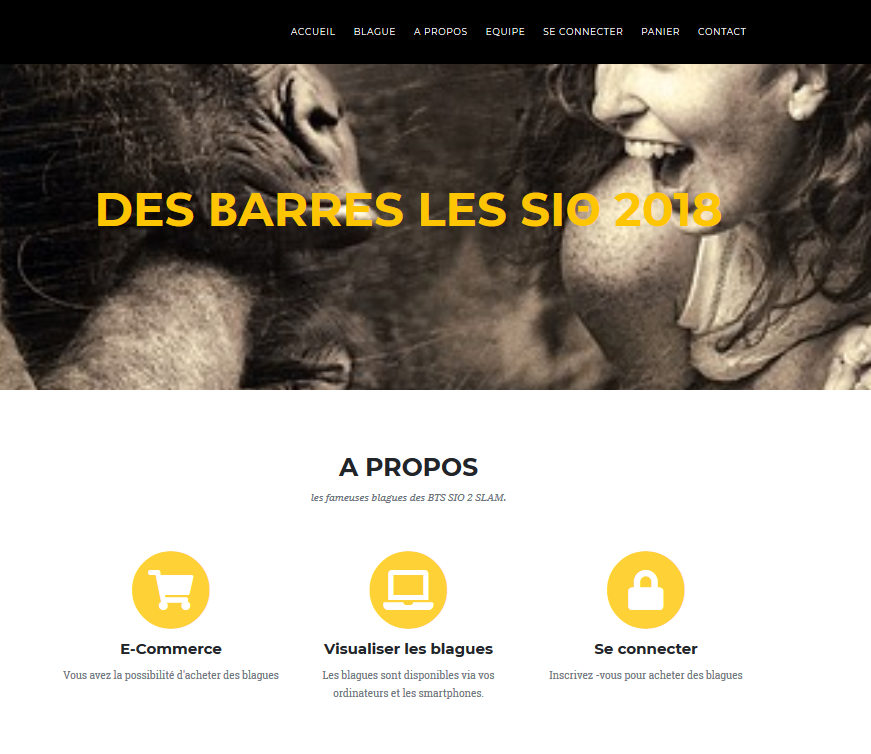 ACCUEIL BLAGUE A PROPOS EQUIPE SE CONNECTER PANIER CONTACT
DES BARRES LES SIO 2018
A PROPOS
les fameuses blagues des BTS SIO 2 SLAM.
E-Commerce
Vous avez la possibilité d'acheter des blagues
Visualiser les blagues
Les blagues sont disponibles via vos
ordinateurs et les smartphones.
Se connecter
Inscrivez -vous pour acheter des blagues